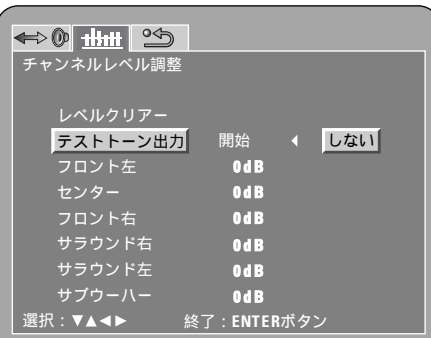 チャンネルレベル調整
レベルクリアー
テストトーン出力 開始 ◀ しない
フロント左 0dB
センター 0dB
フロント右 0dB
サラウンド右 0dB
サラウンド左 0dB
サブウーハー 0dB
選択：▼▲◀▶ 終了：ENTERボタン